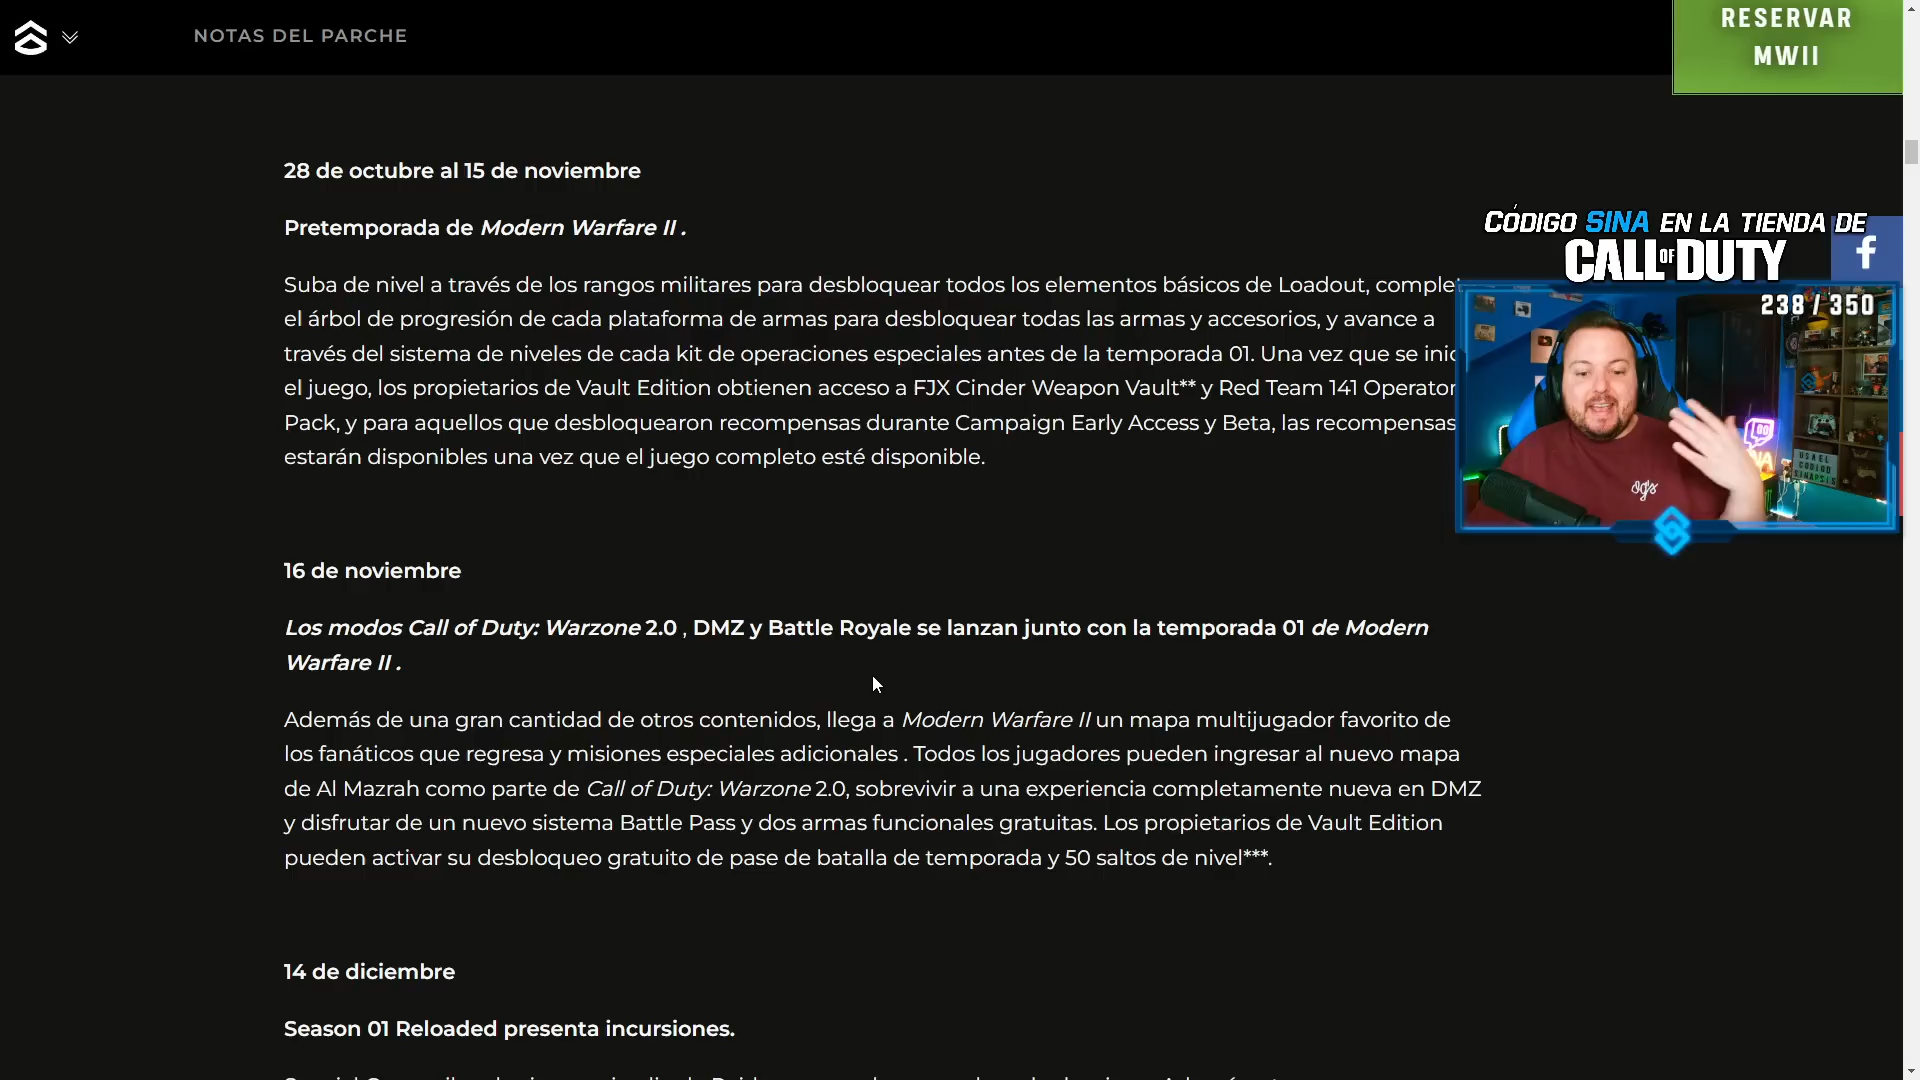 NOTAS DEL PARCHE
RESERVAR
MWII
28 de octubre al 15 de noviembre
Pretemporada de Modern Warfare II .
Suba de nivel a través de los rangos militares para desbloquear todos los elementos básicos de Loadout, complet
el árbol de progresión de cada plataforma de armas para desbloquear todas las armas y accesorios, y avance a
través del sistema de niveles de cada kit de operaciones especiales antes de la temporada 01. Una vez que se inic
el juego, los propietarios de Vault Edition obtienen acceso a FJX Cinder Weapon Vault** y Red Team 141 Operator
Pack, y para aquellos que desbloquearon recompensas durante Campaign Early Access y Beta, las recompensas
estarán disponibles una vez que el juego completo esté disponible.
CÓDIGO SINA EN LA TIENDA DE
CALL OF DUTY
f
238 / 350
USA EL
CODIGO
SINAPSIS
16 de noviembre
Los modos Call of Duty: Warzone 2.0 , DMZ y Battle Royale se lanzan junto con la temporada 01 de Modern
Warfare II .
Además de una gran cantidad de otros contenidos, llega a Modern Warfare II un mapa multijugador favorito de
los fanáticos que regresa y misiones especiales adicionales . Todos los jugadores pueden ingresar al nuevo mapa
de Al Mazrah como parte de Call of Duty: Warzone 2.0, sobrevivir a una experiencia completamente nueva en DMZ
y disfrutar de un nuevo sistema Battle Pass y dos armas funcionales gratuitas. Los propietarios de Vault Edition
pueden activar su desbloqueo gratuito de pase de batalla de temporada y 50 saltos de nivel***.
14 de diciembre
Season 01 Reloaded presenta incursiones.